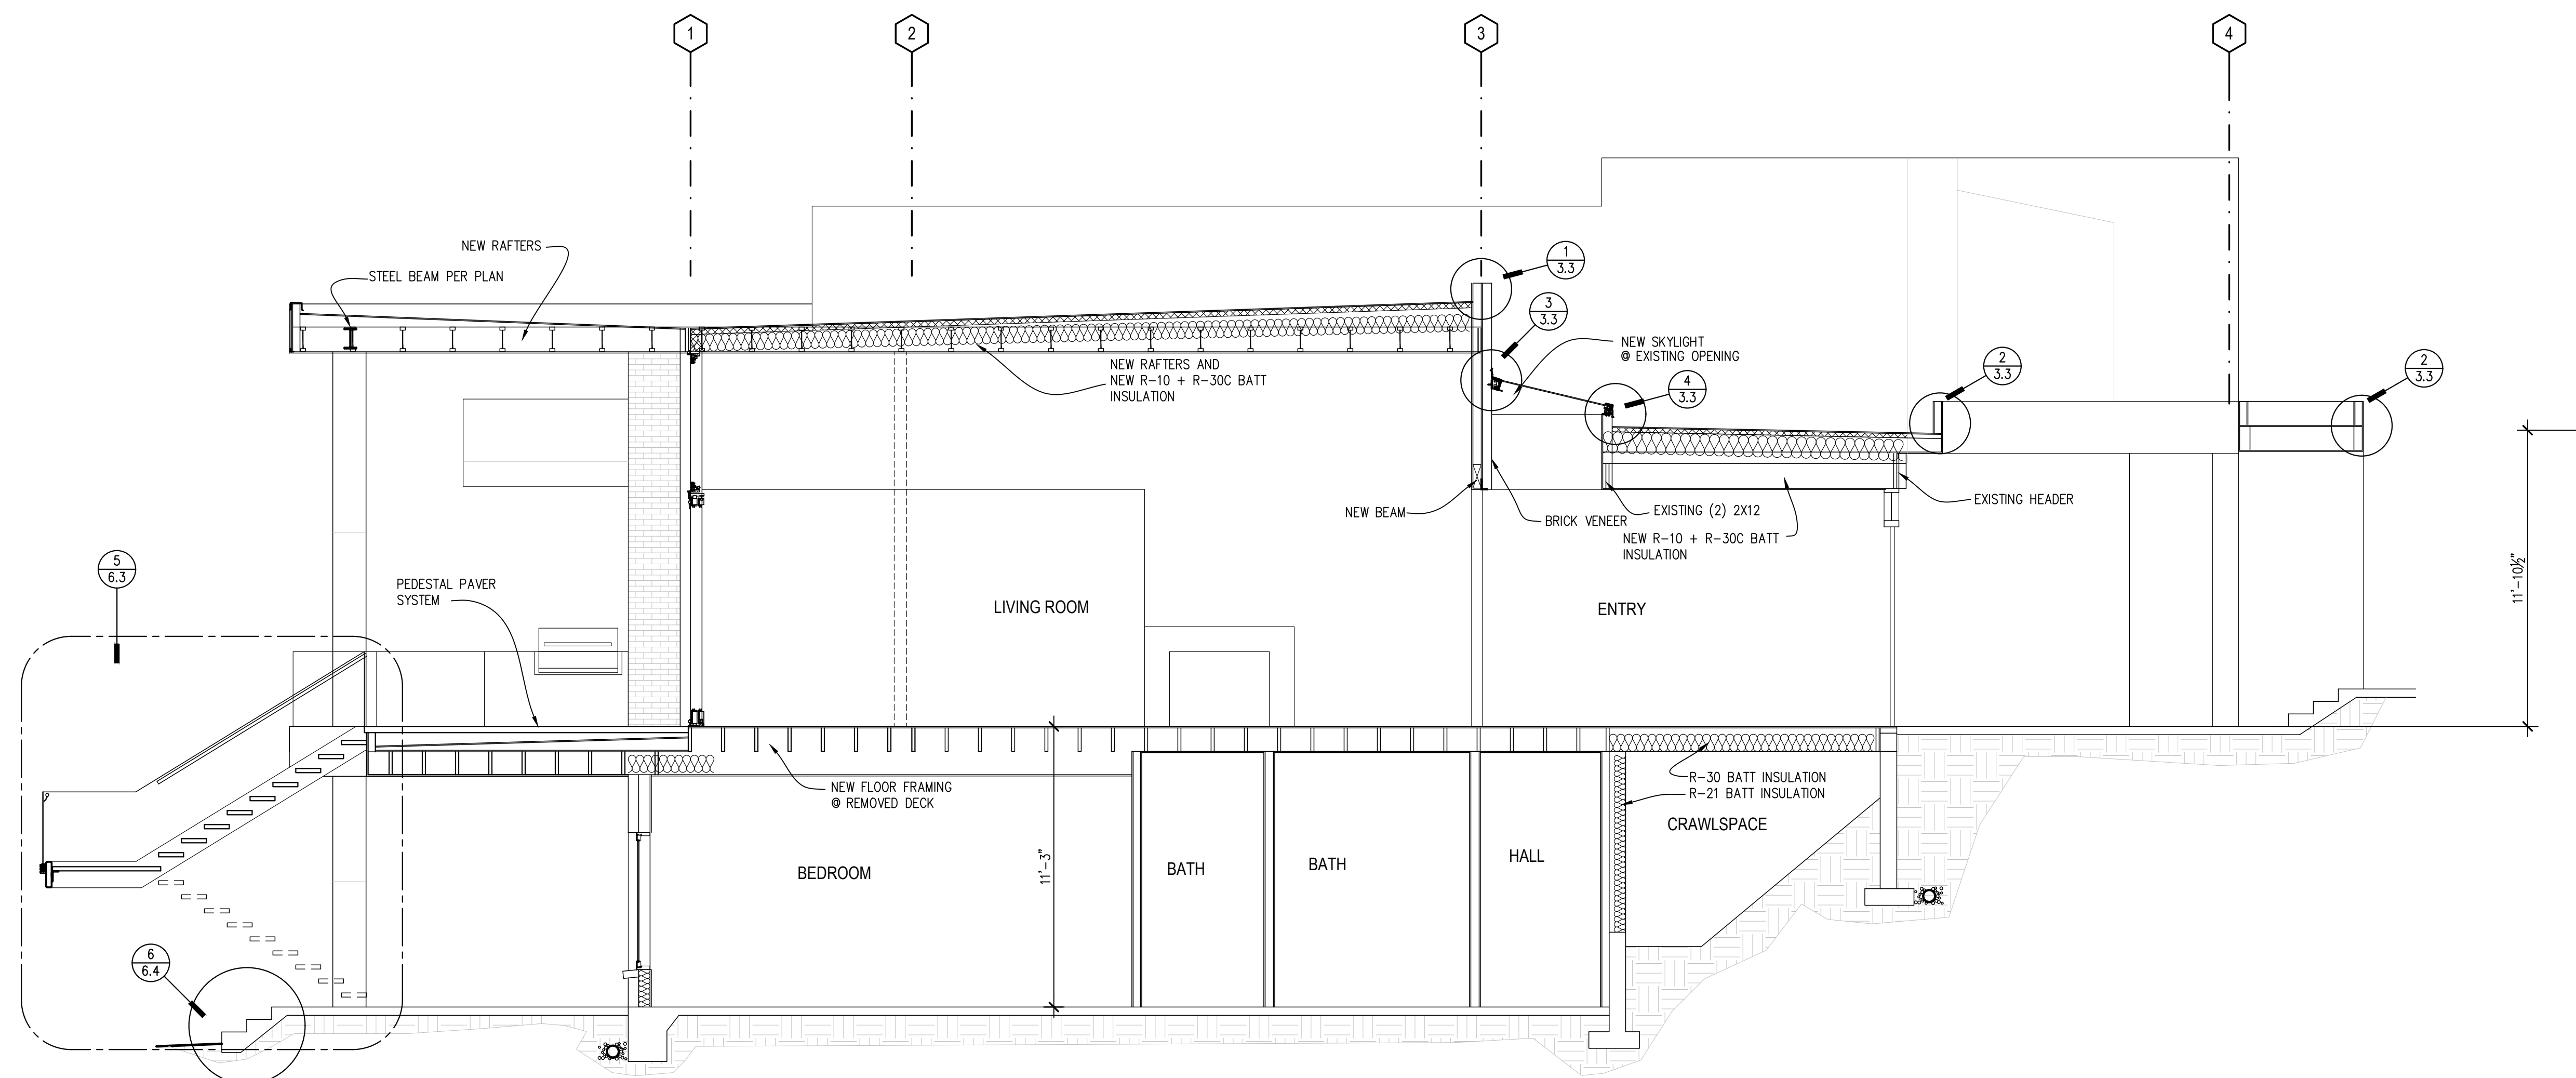 1
2
3
4
NEW RAFTERS
STEEL BEAM PER PLAN
1
3.3
3
3.3
NEW SKYLIGHT
@ EXISTING OPENING
NEW RAFTERS AND
NEW R-10 + R-30C BATT
INSULATION
4
3.3
2
3.3
2
3.3
NEW BEAM
BRICK VENEER
EXISTING (2) 2X12
EXISTING HEADER
NEW R-10 + R-30C BATT
INSULATION
11'-10½"
5
6.3
PEDESTAL PAVER
SYSTEM
LIVING ROOM
ENTRY
NEW FLOOR FRAMING
@ REMOVED DECK
R-30 BATT INSULATION
R-21 BATT INSULATION
CRAWLSPACE
11'-3"
BEDROOM
BATH
BATH
HALL
6
6.4